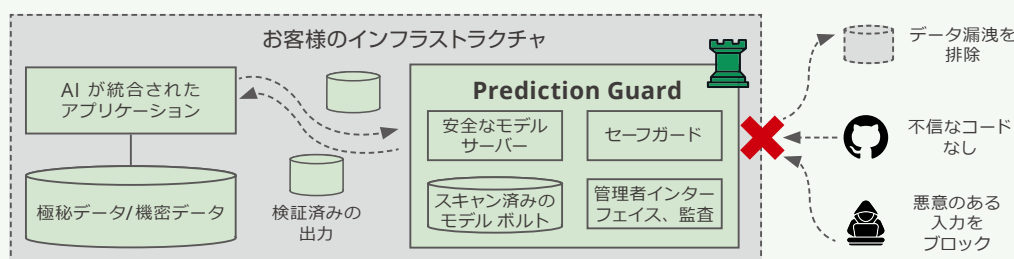 お客様のインフラストラクチャ
AI が統合された
アプリケーション
極秘データ/機密データ
検証済みの
出力
Prediction Guard
安全なモデル
サーバー
セーフガード
スキャン済みの
モデル ボルト
管理者インター
フェイス、監査
データ漏洩を
排除
不信なコード
なし
悪意のある
入力を
ブロック